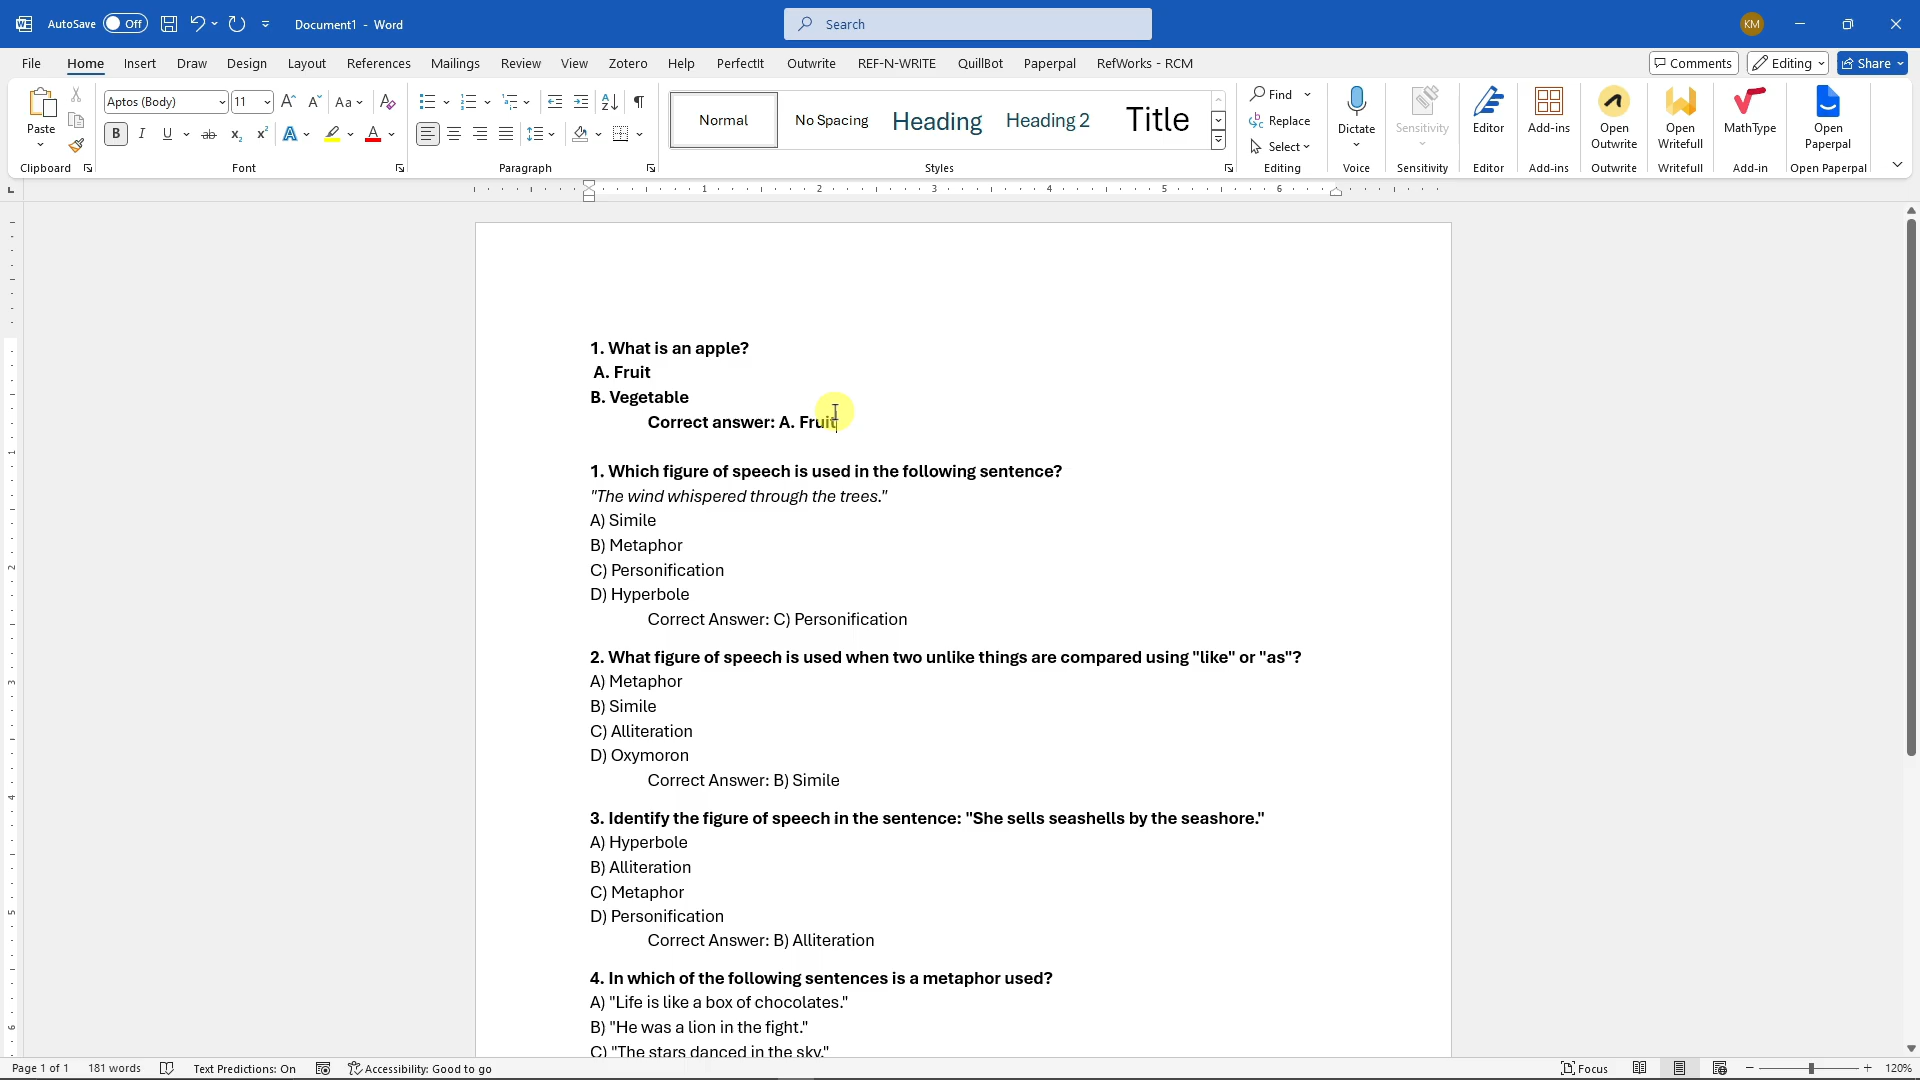 AutoSave Off Document1 - Word Search KM
File Home Insert Draw Design Layout References Mailings Review View Zotero Help PerfectIt Outwrite REF-N-WRITE QuillBot Paperpal RefWorks - RCM Comments Editing Share
Paste Aptos (Body) 11 Aa Normal No Spacing Heading Heading 2 Title Find Replace Select Dictate Sensitivity Editor Add-ins Open Outwrite Open Writefull MathType Open Paperpal
Clipboard Font Paragraph Styles Editing Voice Sensitivity Editor Add-ins Outwrite Writefull Add-in Open Paperpal
1 2 3 4 5 6
1. What is an apple?
A. Fruit
B. Vegetable
Correct answer: A. Fruit
1. Which figure of speech is used in the following sentence?
"The wind whispered through the trees."
A) Simile
B) Metaphor
C) Personification
D) Hyperbole
Correct Answer: C) Personification
2. What figure of speech is used when two unlike things are compared using "like" or "as"?
A) Metaphor
B) Simile
C) Alliteration
D) Oxymoron
Correct Answer: B) Simile
3. Identify the figure of speech in the sentence: "She sells seashells by the seashore."
A) Hyperbole
B) Alliteration
C) Metaphor
D) Personification
Correct Answer: B) Alliteration
4. In which of the following sentences is a metaphor used?
A) "Life is like a box of chocolates."
B) "He was a lion in the fight."
C) "The stars danced in the sky."
Page 1 of 1 181 words Text Predictions: On Accessibility: Good to go Focus 120%